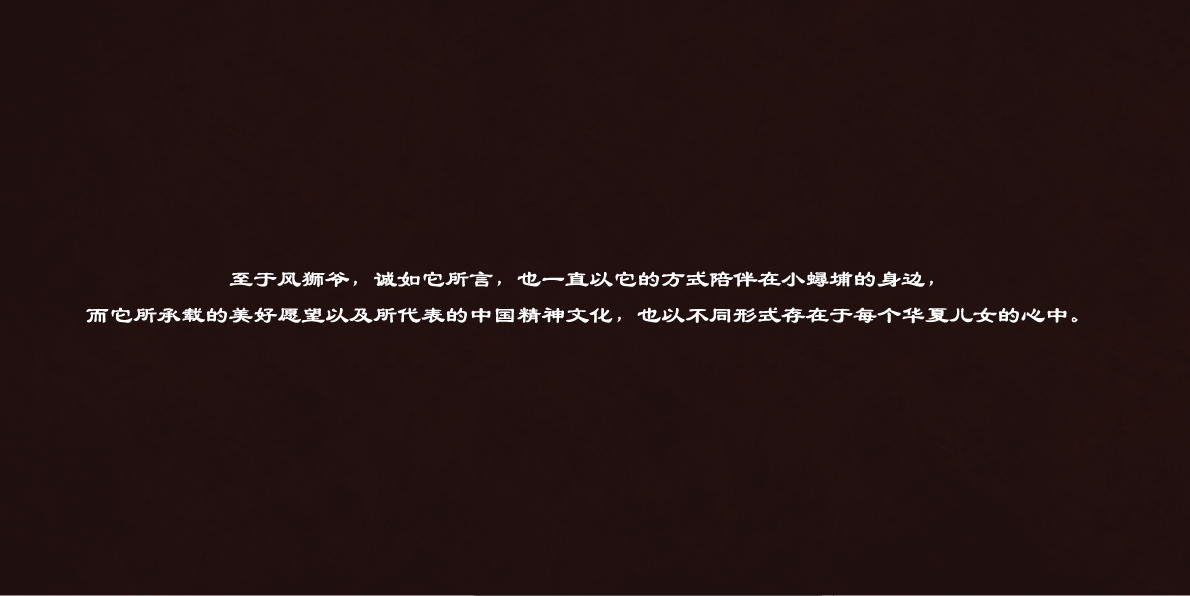 至于风狮爷，诚如它所言，也一直以它的方式陪伴在小蟳埔的身边，
而它所承载的美好愿望以及所代表的中国精神文化，也以不同形式存在于每个华夏儿女的心中。